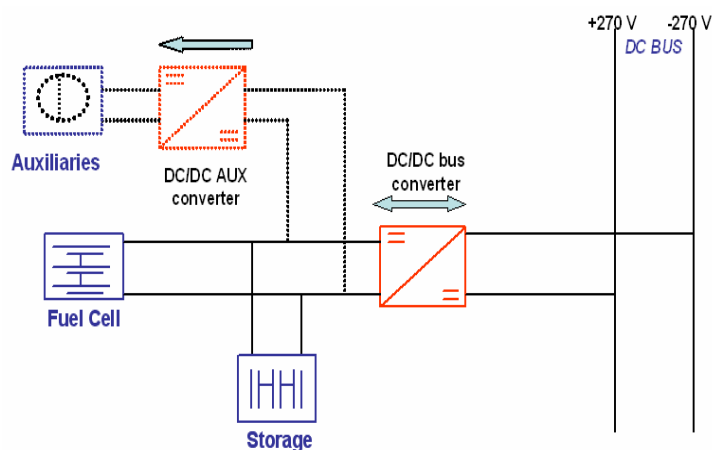 +270 V -270 V
DC BUS
Auxiliaries
DC/DC AUX
converter
DC/DC bus
converter
Fuel Cell
Storage